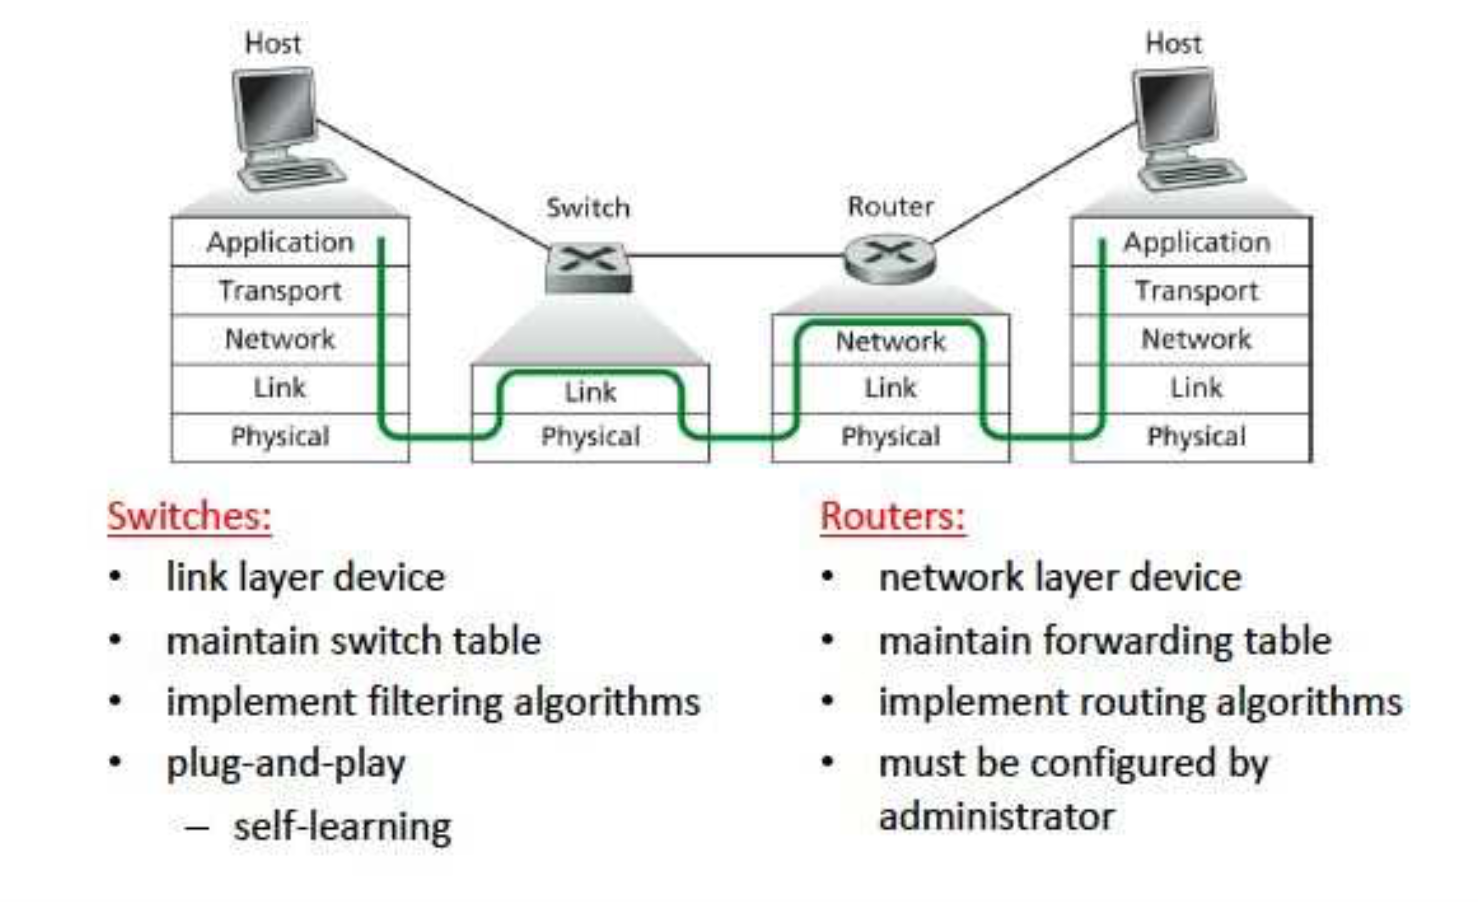 Host
Host
Switch
Router
Application
Transport
Network
Link
Physical
Link
Physical
Network
Link
Physical
Application
Transport
Network
Link
Physical
Switches:
• link layer device
• maintain switch table
• implement filtering algorithms
• plug-and-play
– self-learning
Routers:
• network layer device
• maintain forwarding table
• implement routing algorithms
• must be configured by
administrator